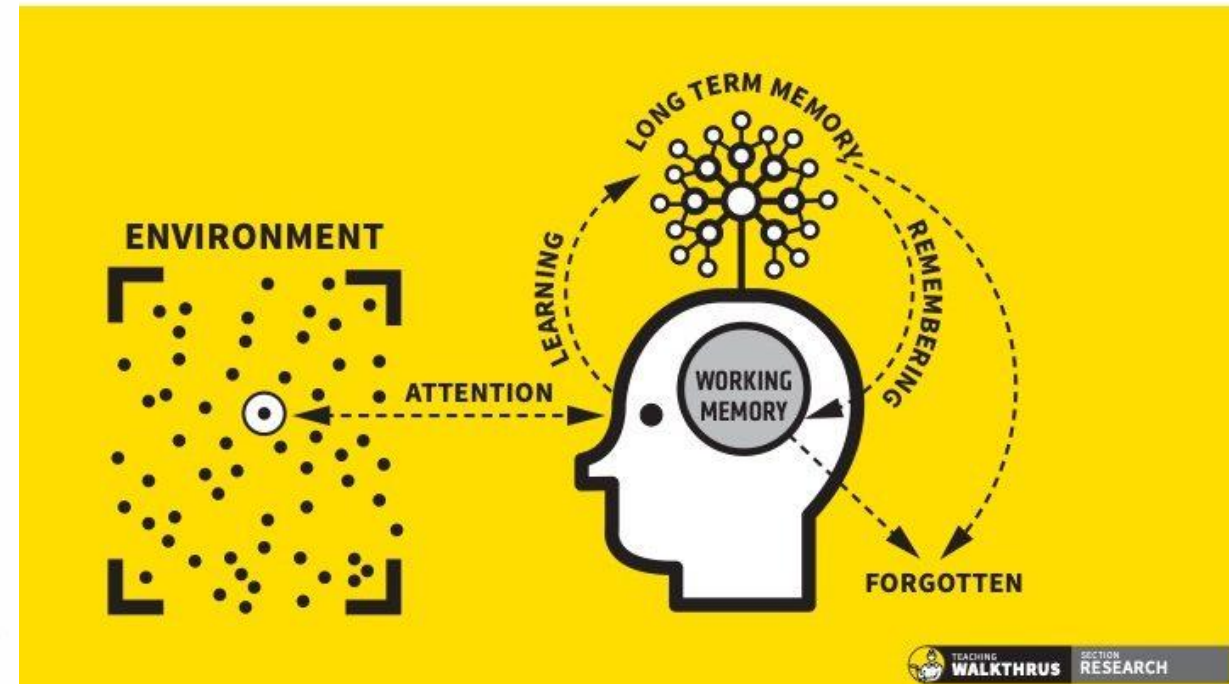 LONG TERM MEMORY
ENVIRONMENT
LEARNING
REMEMBERING
ATTENTION
WORKING
MEMORY
FORGOTTEN
TEACHING
WALKTHRUS
SECTION
RESEARCH